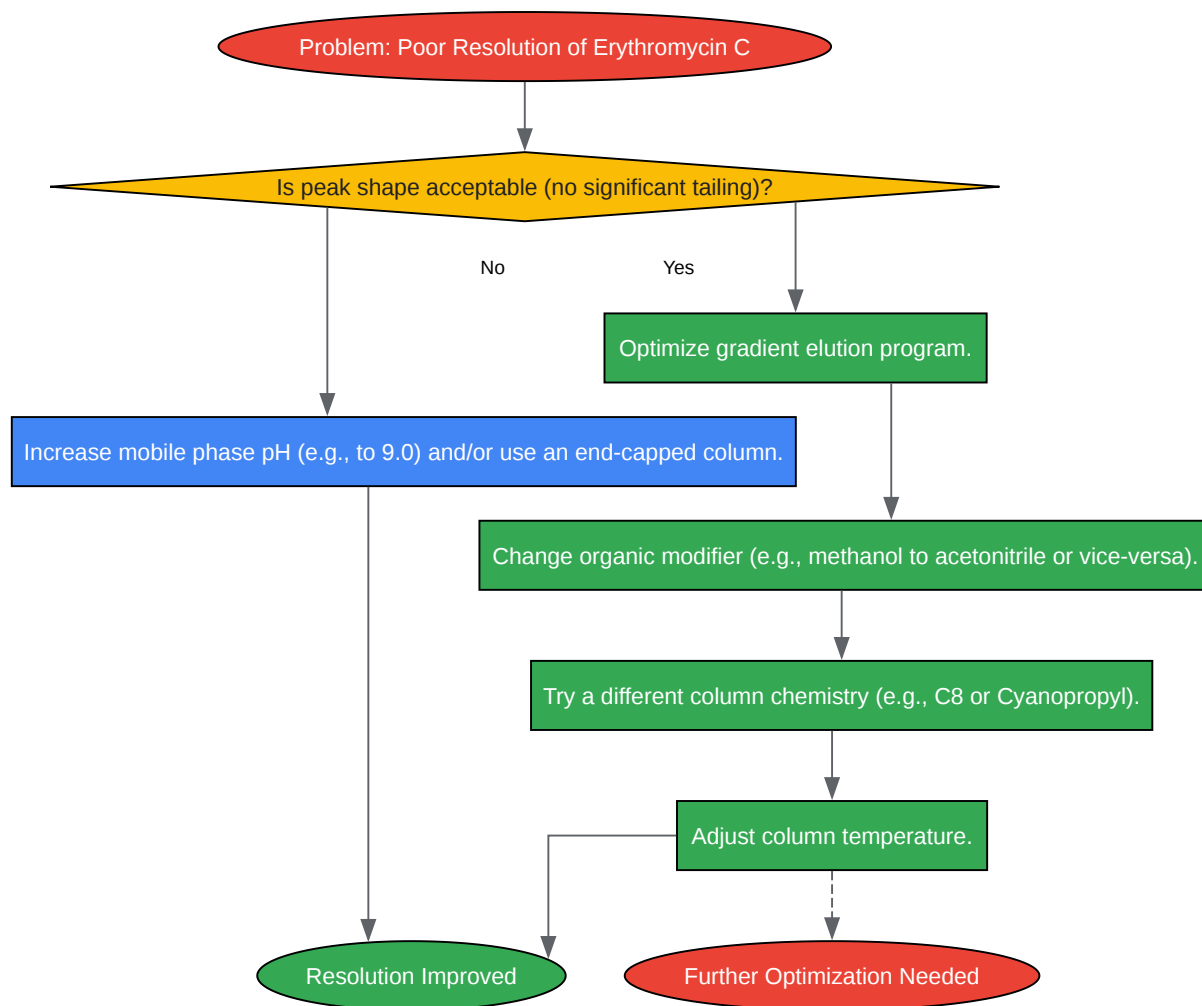 Problem: Poor Resolution of Erythromycin C
Is peak shape acceptable (no significant tailing)?
No
Yes
Optimize gradient elution program.
Increase mobile phase pH (e.g., to 9.0) and/or use an end-capped column.
Change organic modifier (e.g., methanol to acetonitrile or vice-versa).
Try a different column chemistry (e.g., C8 or Cyanopropyl).
Adjust column temperature.
Resolution Improved
Further Optimization Needed